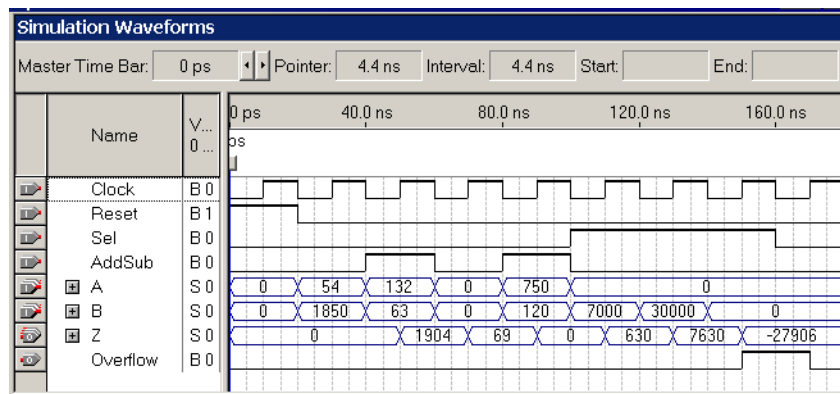 Simulation Waveforms
Master Time Bar: 0 ps Pointer: 4.4 ns Interval: 4.4 ns Start: End:
Name V... 0 ... 0 ps 40.0 ns 80.0 ns 120.0 ns 160.0 ns
ps
Clock B 0
Reset B 1
Sel B 0
AddSub B 0
A S 0 0 54 132 0 750 0
B S 0 0 1850 63 0 120 7000 30000 0
Z S 0 0 1904 69 0 630 7630 -27906
Overflow B 0